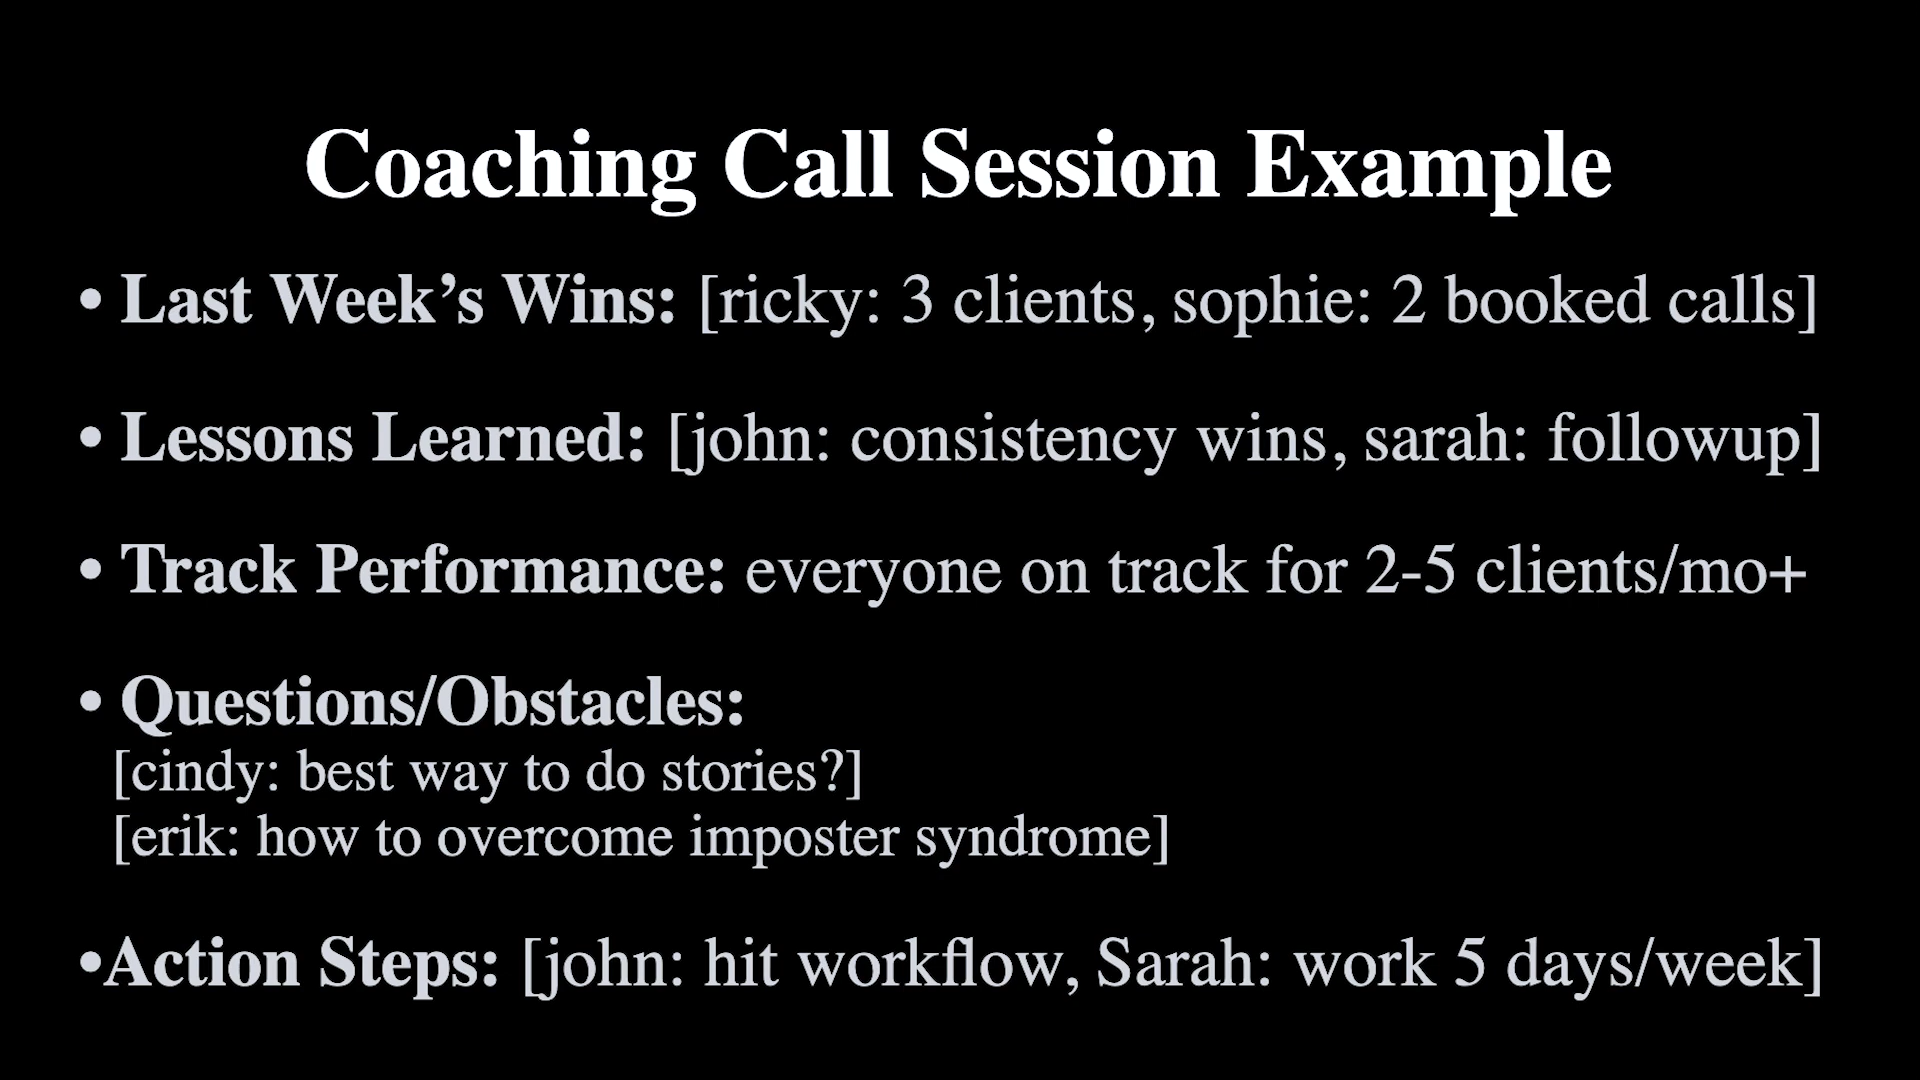 Coaching Call Session Example
• Last Week’s Wins: [ricky: 3 clients, sophie: 2 booked calls]
• Lessons Learned: [john: consistency wins, sarah: followup]
• Track Performance: everyone on track for 2-5 clients/mo+
• Questions/Obstacles:
[cindy: best way to do stories?]
[erik: how to overcome imposter syndrome]
•Action Steps: [john: hit workflow, Sarah: work 5 days/week]